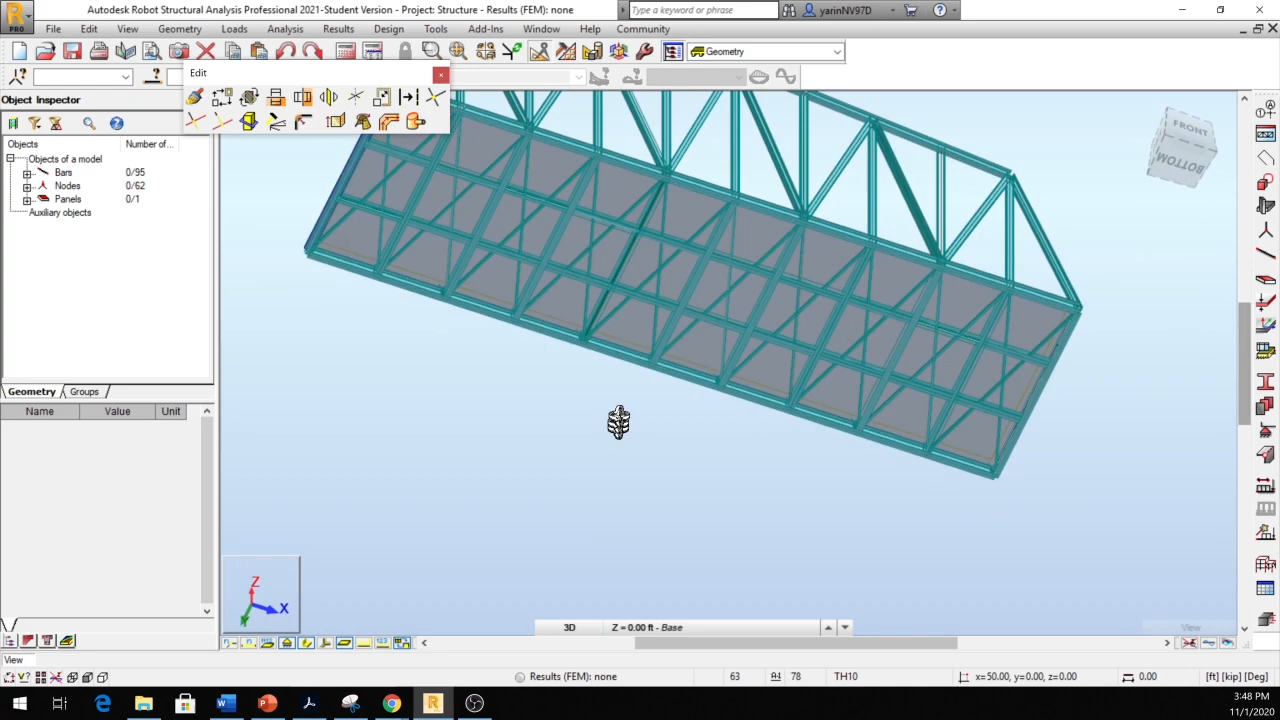 Autodesk Robot Structural Analysis Professional 2021-Student Version - Project: Structure - Results (FEM): none
Type a keyword or phrase
yarinNV97D
PRO
File Edit View Geometry Loads Analysis Results Design Tools Add-Ins Window Help Community
Geometry
Edit
Object Inspector
Objects Number of...
Objects of a model
Bars 0/95
Nodes 0/62
Panels 0/1
Auxiliary objects
FRONT
BOTTOM
Geometry Groups
Name Value Unit
Z
X
3D Z = 0.00 ft - Base
View
View
Results (FEM): none 63 78 TH10 x=50.00, y=0.00, z=0.00 0.00 [ft] [kip] [Deg]
3:48 PM
11/1/2020